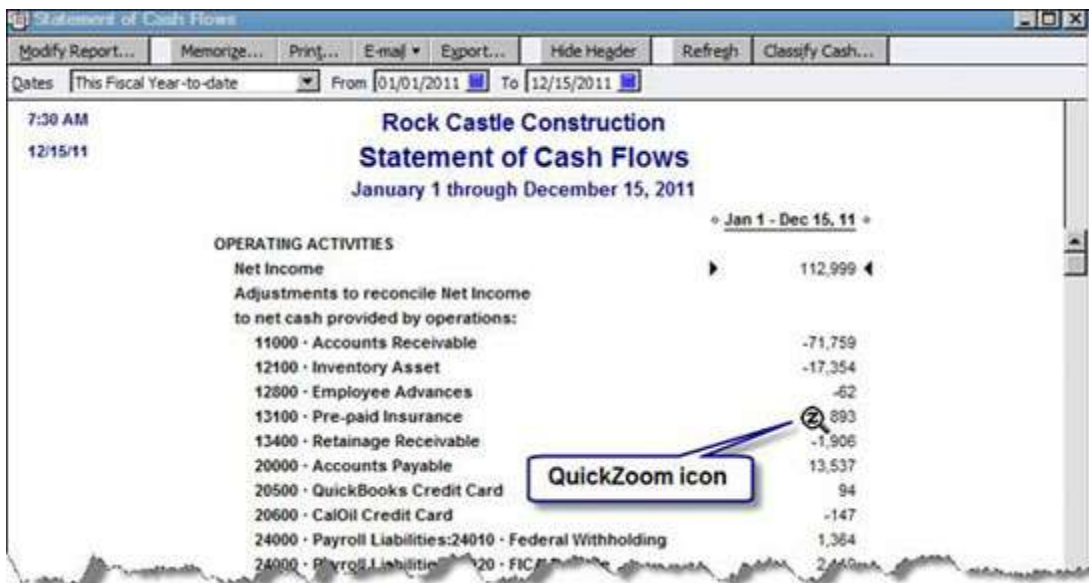 Statement of Cash Flows
Modify Report... Memorize... Print... E-mail Export... Hide Header Refresh Classify Cash...
Dates This Fiscal Year-to-date From 01/01/2011 To 12/15/2011
7:30 AM Rock Castle Construction
12/15/11 Statement of Cash Flows
January 1 through December 15, 2011
Jan 1 - Dec 15, 11
OPERATING ACTIVITIES
Net Income 112,999
Adjustments to reconcile Net Income
to net cash provided by operations:
11000 · Accounts Receivable -71,759
12100 · Inventory Asset -17,354
12800 · Employee Advances -62
13100 · Pre-paid Insurance Z 893
13400 · Retainage Receivable -1,906
20000 · Accounts Payable 13,537
QuickZoom icon
20500 · QuickBooks Credit Card 94
20600 · CalOil Credit Card -147
24000 · Payroll Liabilities:24010 · Federal Withholding 1,364
24000 ·